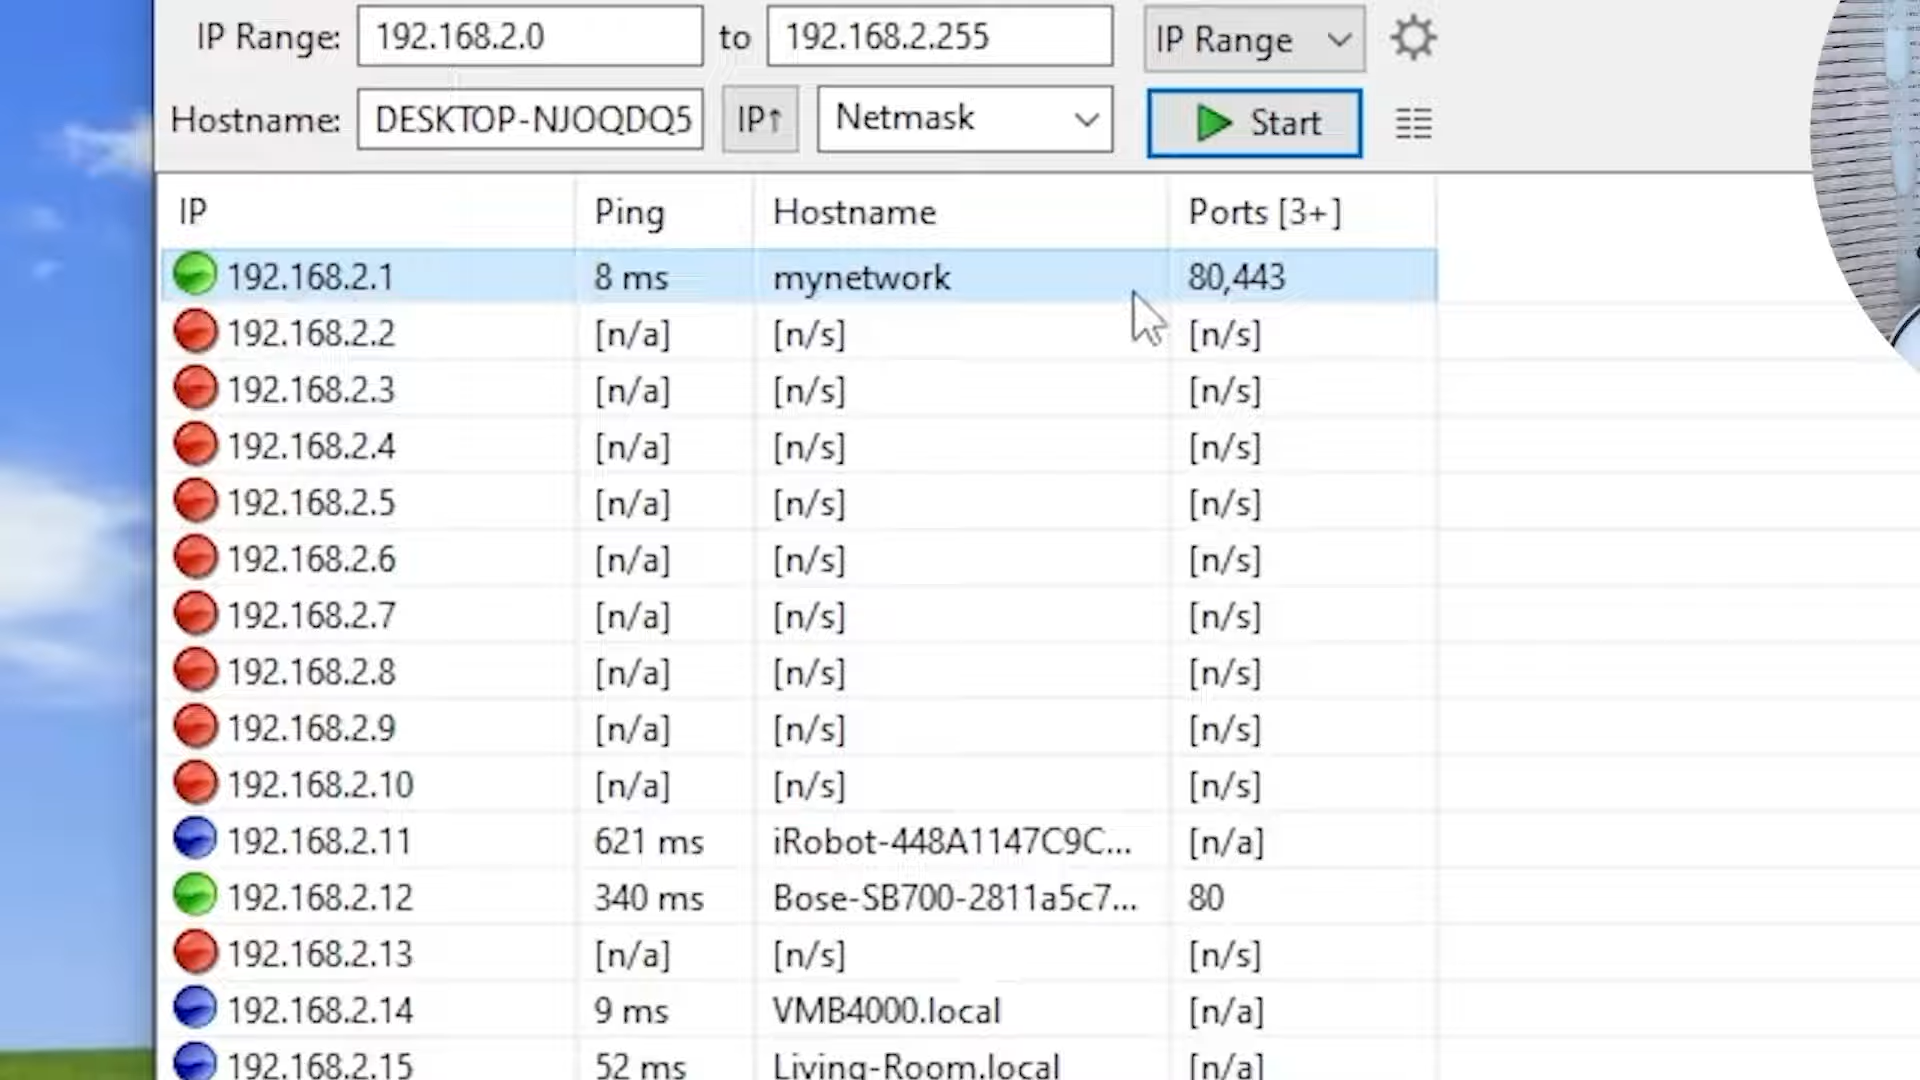 IP Range: 192.168.2.0 to 192.168.2.255 IP Range
Hostname: DESKTOP-NJOQDQ5 IP↑ Netmask Start
IP Ping Hostname Ports [3+]
192.168.2.1 8 ms mynetwork 80,443
192.168.2.2 [n/a] [n/s] [n/s]
192.168.2.3 [n/a] [n/s] [n/s]
192.168.2.4 [n/a] [n/s] [n/s]
192.168.2.5 [n/a] [n/s] [n/s]
192.168.2.6 [n/a] [n/s] [n/s]
192.168.2.7 [n/a] [n/s] [n/s]
192.168.2.8 [n/a] [n/s] [n/s]
192.168.2.9 [n/a] [n/s] [n/s]
192.168.2.10 [n/a] [n/s] [n/s]
192.168.2.11 621 ms iRobot-448A1147C9C... [n/a]
192.168.2.12 340 ms Bose-SB700-2811a5c7... 80
192.168.2.13 [n/a] [n/s] [n/s]
192.168.2.14 9 ms VMB4000.local [n/a]
192.168.2.15 52 ms Living-Room.local [n/a]